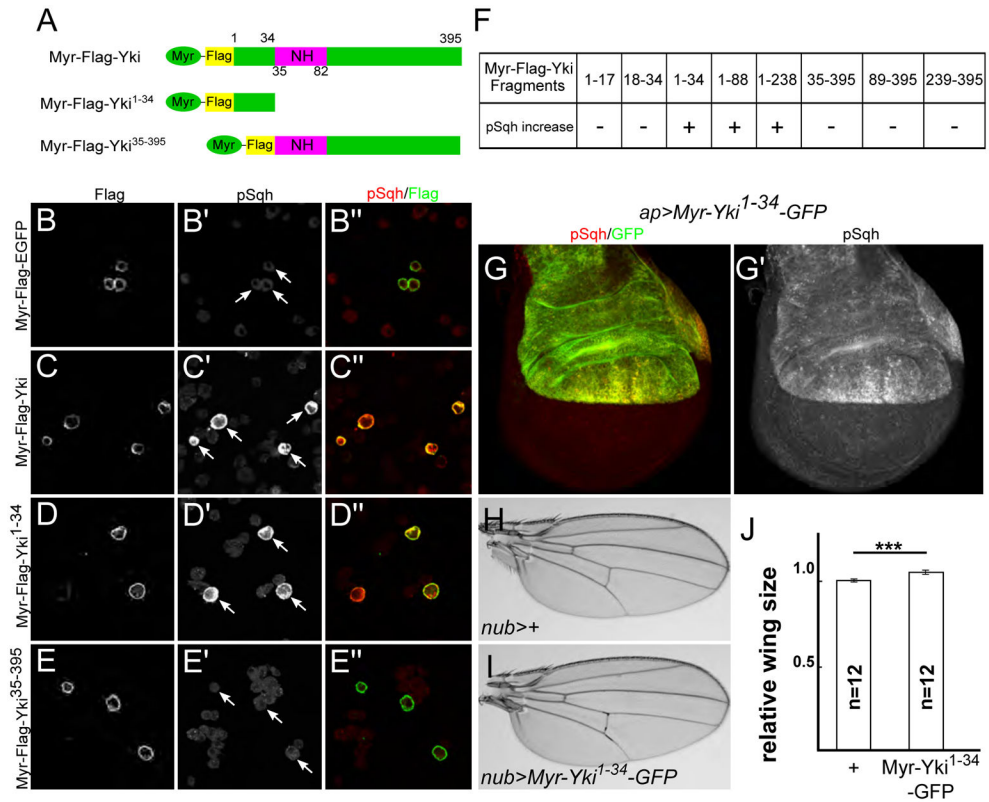 A
1 34 395
Myr-Flag-Yki Myr Flag NH
35 82
Myr-Flag-Yki1-34 Myr Flag
Myr-Flag-Yki35-395 Myr Flag NH
F
Myr-Flag-Yki Fragments 1-17 18-34 1-34 1-88 1-238 35-395 89-395 239-395
pSqh increase - - + + + - - -
Flag pSqh pSqh/Flag
Myr-Flag-EGFP B B' B''
Myr-Flag-Yki C C' C''
Myr-Flag-Yki1-34 D D' D''
Myr-Flag-Yki35-395 E E' E''
ap>Myr-Yki1-34-GFP
pSqh/GFP pSqh
G G'
H
nub>+
I
nub>Myr-Yki1-34-GFP
J
***
relative wing size
1.0
0.5
n=12 n=12
+ Myr-Yki1-34
-GFP